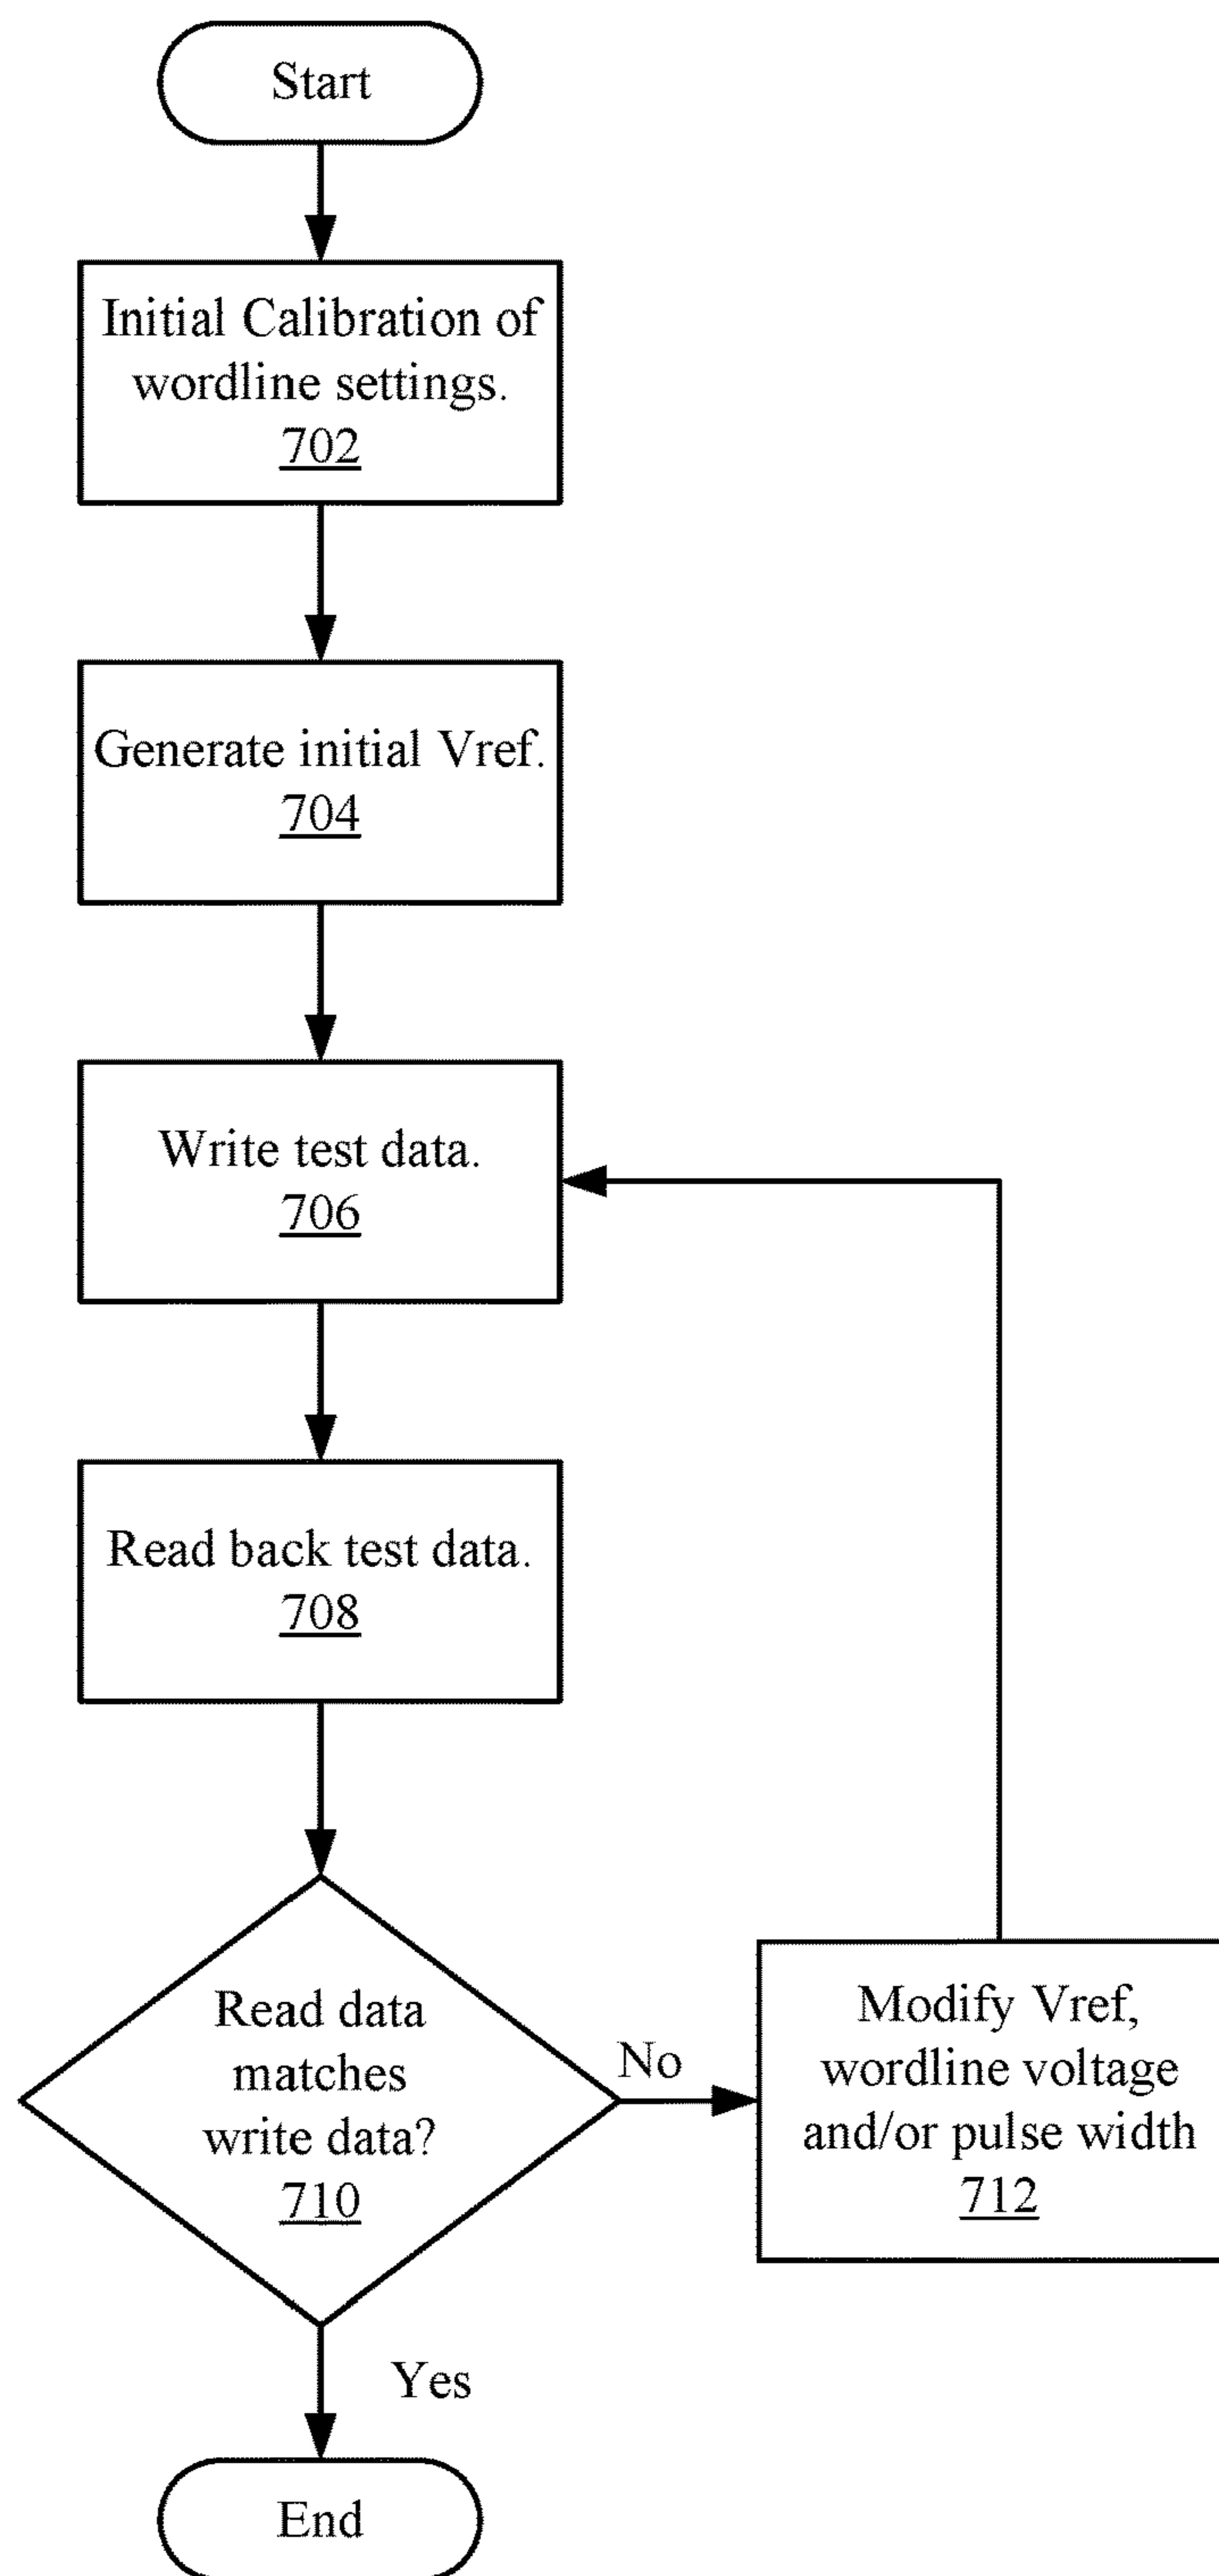 Start
Initial Calibration of
wordline settings.
702
Generate initial Vref.
704
Write test data.
706
Read back test data.
708
Read data
matches
write data?
710
No
Modify Vref,
wordline voltage
and/or pulse width
712
Yes
End